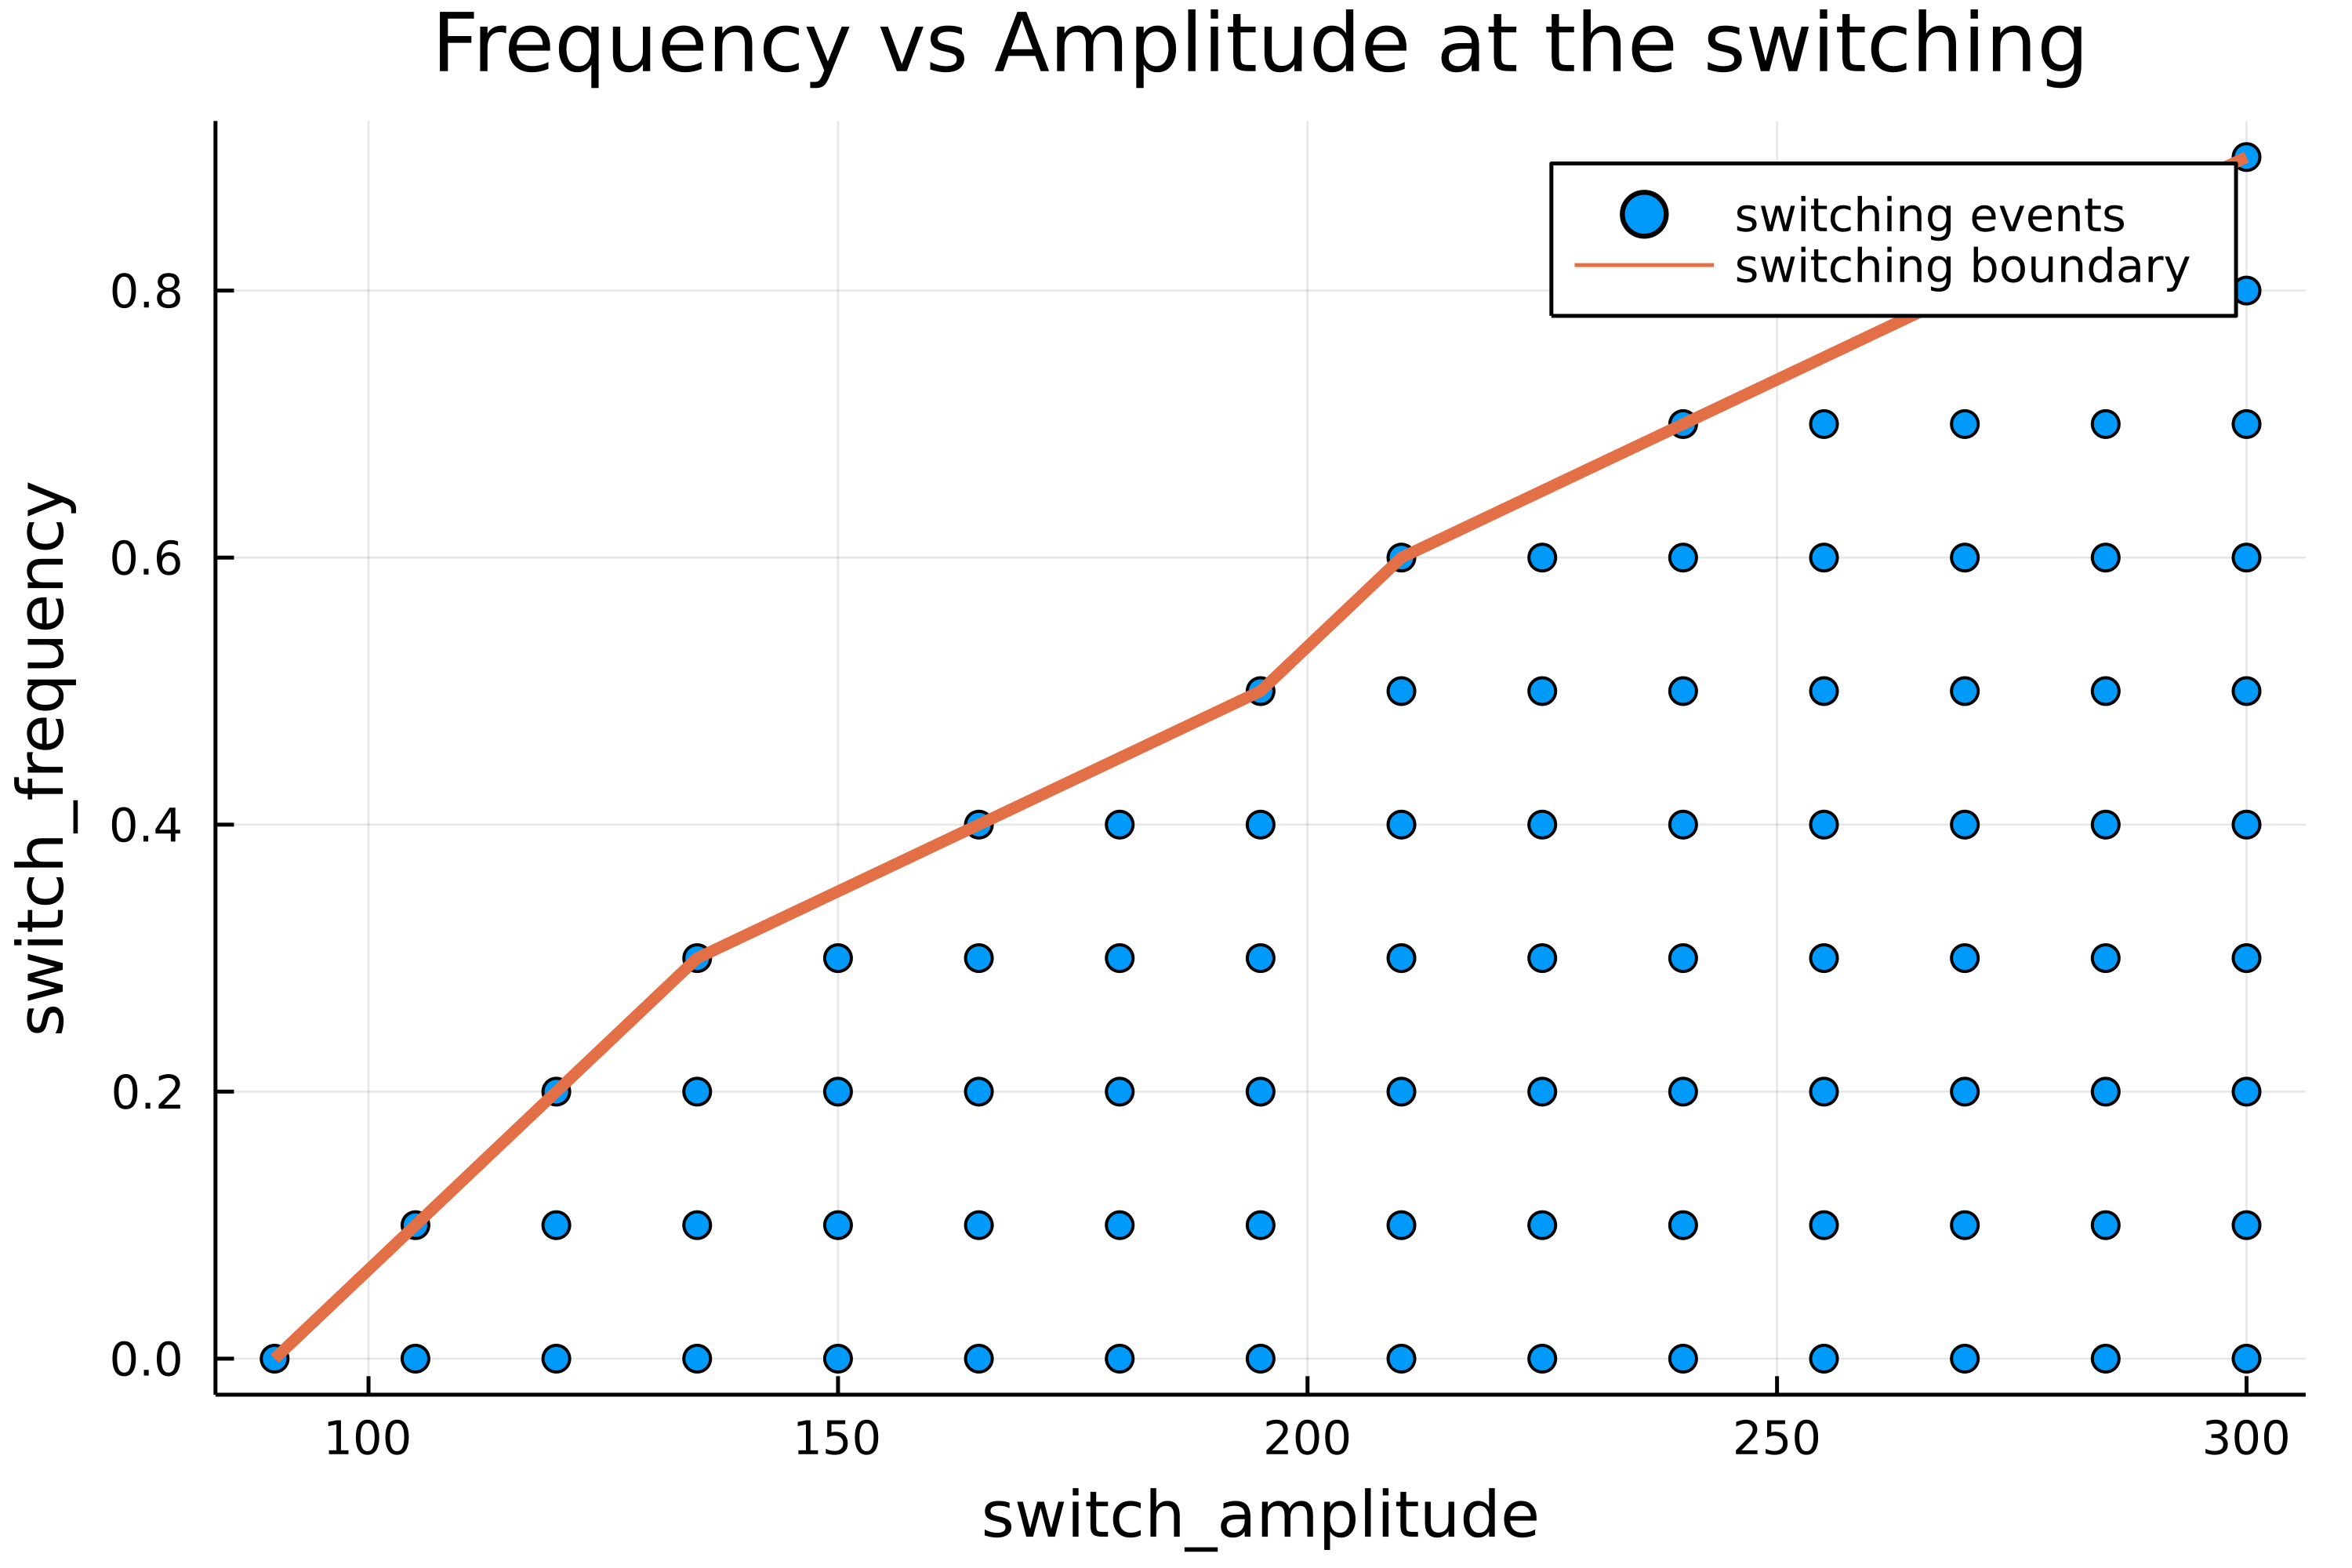 Frequency vs Amplitude at the switching
switching events
switching boundary
switch_frequency
0.8
0.6
0.4
0.2
0.0
100 150 200 250 300
switch_amplitude